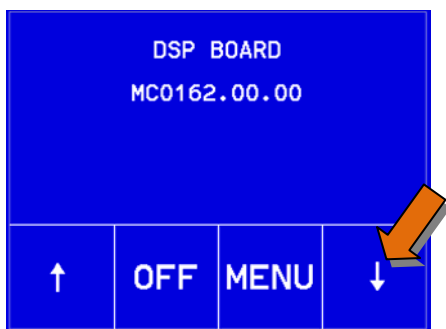 DSP BOARD
MC0162.00.00
↑ OFF MENU ↓